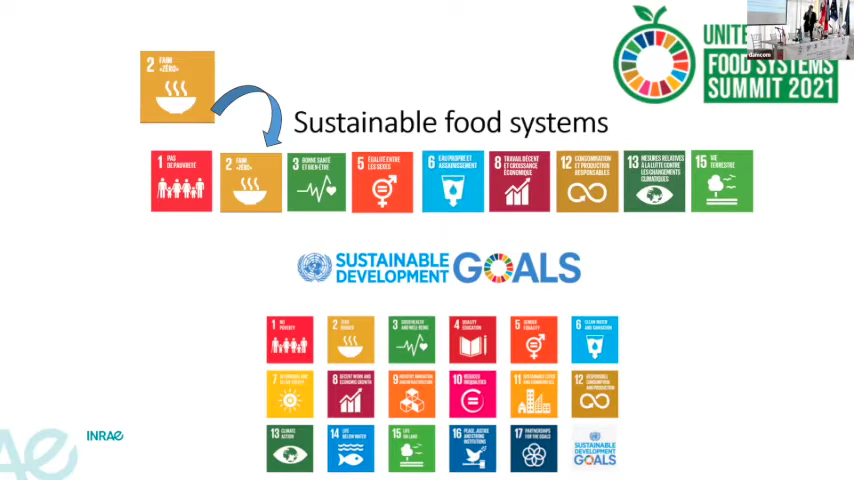 UNITE
FOOD SYSTEMS
SUMMIT 2021
2 FAIM
«ZÉRO»
Sustainable food systems
1 PAS
DE PAUVRETÉ
2 FAIM
«ZÉRO»
3 BONNE SANTÉ
ET BIEN-ÊTRE
5 ÉGALITÉ ENTRE
LES SEXES
6 EAU PROPRE ET
ASSAINISSEMENT
8 TRAVAIL DÉCENT
ET CROISSANCE
ÉCONOMIQUE
12 CONSOMMATION
ET PRODUCTION
RESPONSABLES
13 MESURES RELATIVES
À LA LUTTE CONTRE
LES CHANGEMENTS
CLIMATIQUES
15 VIE
TERRESTRE
SUSTAINABLE
DEVELOPMENT
GOALS
1 NO
POVERTY
2 ZERO
HUNGER
3 GOOD HEALTH
AND WELL-BEING
4 QUALITY
EDUCATION
5 GENDER
EQUALITY
6 CLEAN WATER
AND SANITATION
7 AFFORDABLE AND
CLEAN ENERGY
8 DECENT WORK AND
ECONOMIC GROWTH
9 INDUSTRY, INNOVATION
AND INFRASTRUCTURE
10 REDUCED
INEQUALITIES
11 SUSTAINABLE CITIES
AND COMMUNITIES
12 RESPONSIBLE
CONSUMPTION
AND PRODUCTION
13 CLIMATE
ACTION
14 LIFE
BELOW WATER
15 LIFE
ON LAND
16 PEACE, JUSTICE
AND STRONG
INSTITUTIONS
17 PARTNERSHIPS
FOR THE GOALS
SUSTAINABLE
DEVELOPMENT
GOALS
INRAE